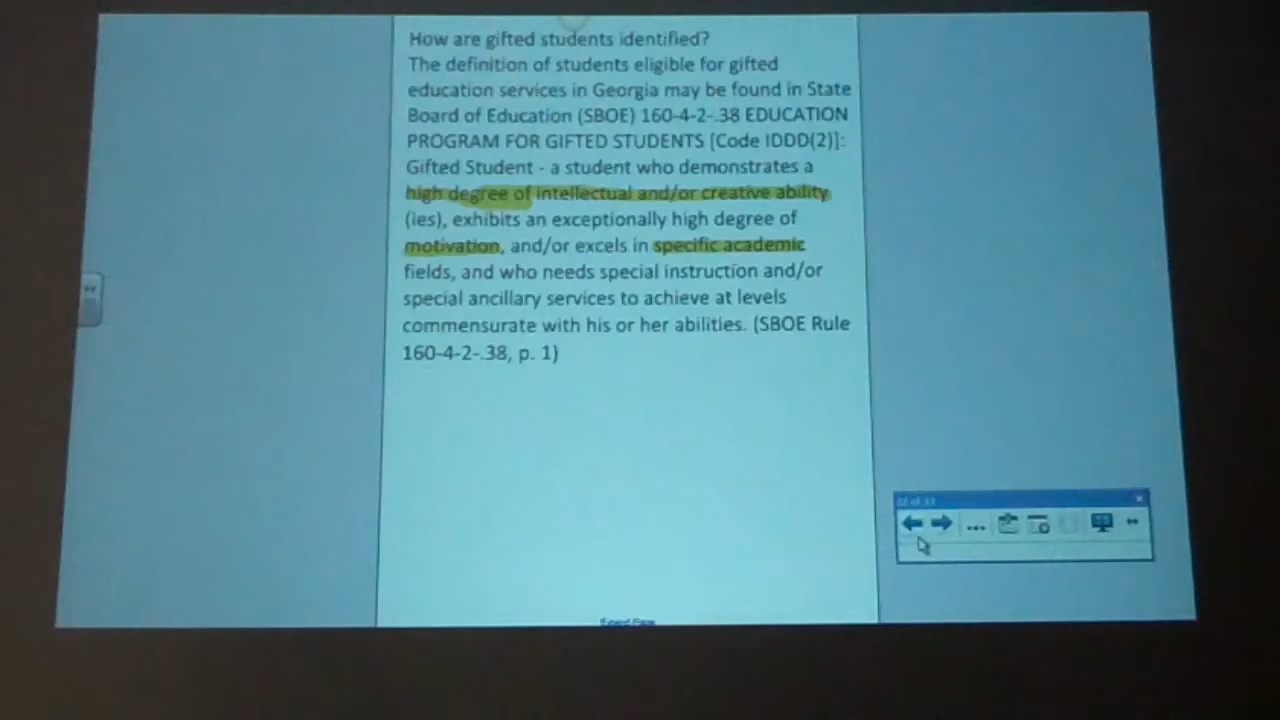 How are gifted students identified?
The definition of students eligible for gifted
education services in Georgia may be found in State
Board of Education (SBOE) 160-4-2-.38 EDUCATION
PROGRAM FOR GIFTED STUDENTS [Code IDDD(2)]:
Gifted Student - a student who demonstrates a
high degree of intellectual and/or creative ability
(ies), exhibits an exceptionally high degree of
motivation, and/or excels in specific academic
fields, and who needs special instruction and/or
special ancillary services to achieve at levels
commensurate with his or her abilities. (SBOE Rule
160-4-2-.38, p. 1)
Extend Page